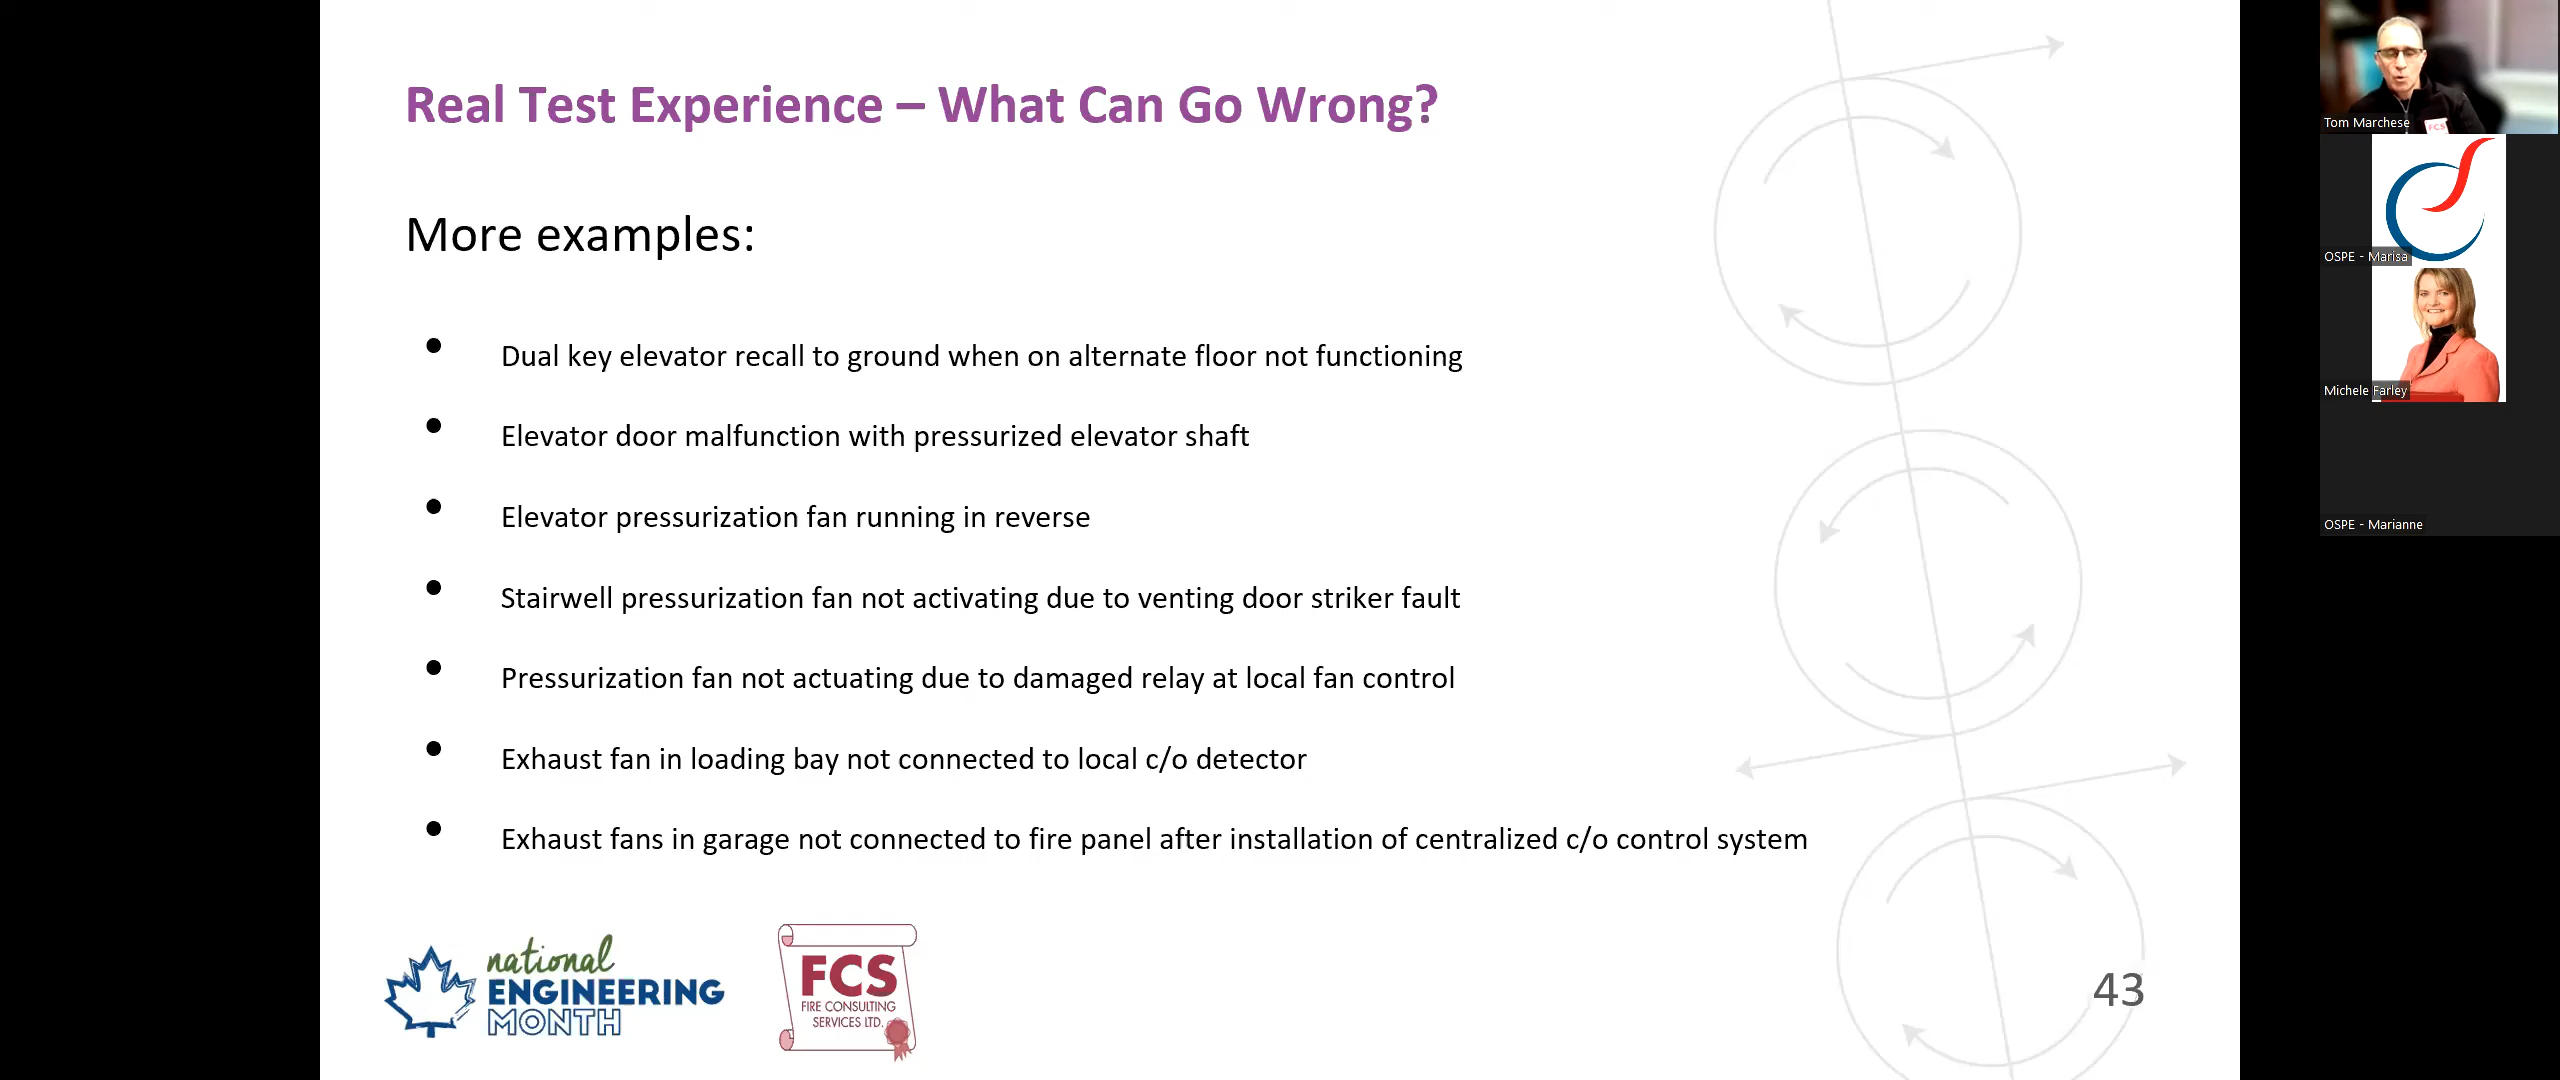 Real Test Experience – What Can Go Wrong?
More examples:
• Dual key elevator recall to ground when on alternate floor not functioning
• Elevator door malfunction with pressurized elevator shaft
• Elevator pressurization fan running in reverse
• Stairwell pressurization fan not activating due to venting door striker fault
• Pressurization fan not actuating due to damaged relay at local fan control
• Exhaust fan in loading bay not connected to local c/o detector
• Exhaust fans in garage not connected to fire panel after installation of centralized c/o control system
national
ENGINEERING
MONTH
FCS
FIRE CONSULTING
SERVICES LTD.
43
FCS
Tom Marchese
OSPE - Marisa
Michele Farley
OSPE - Marianne